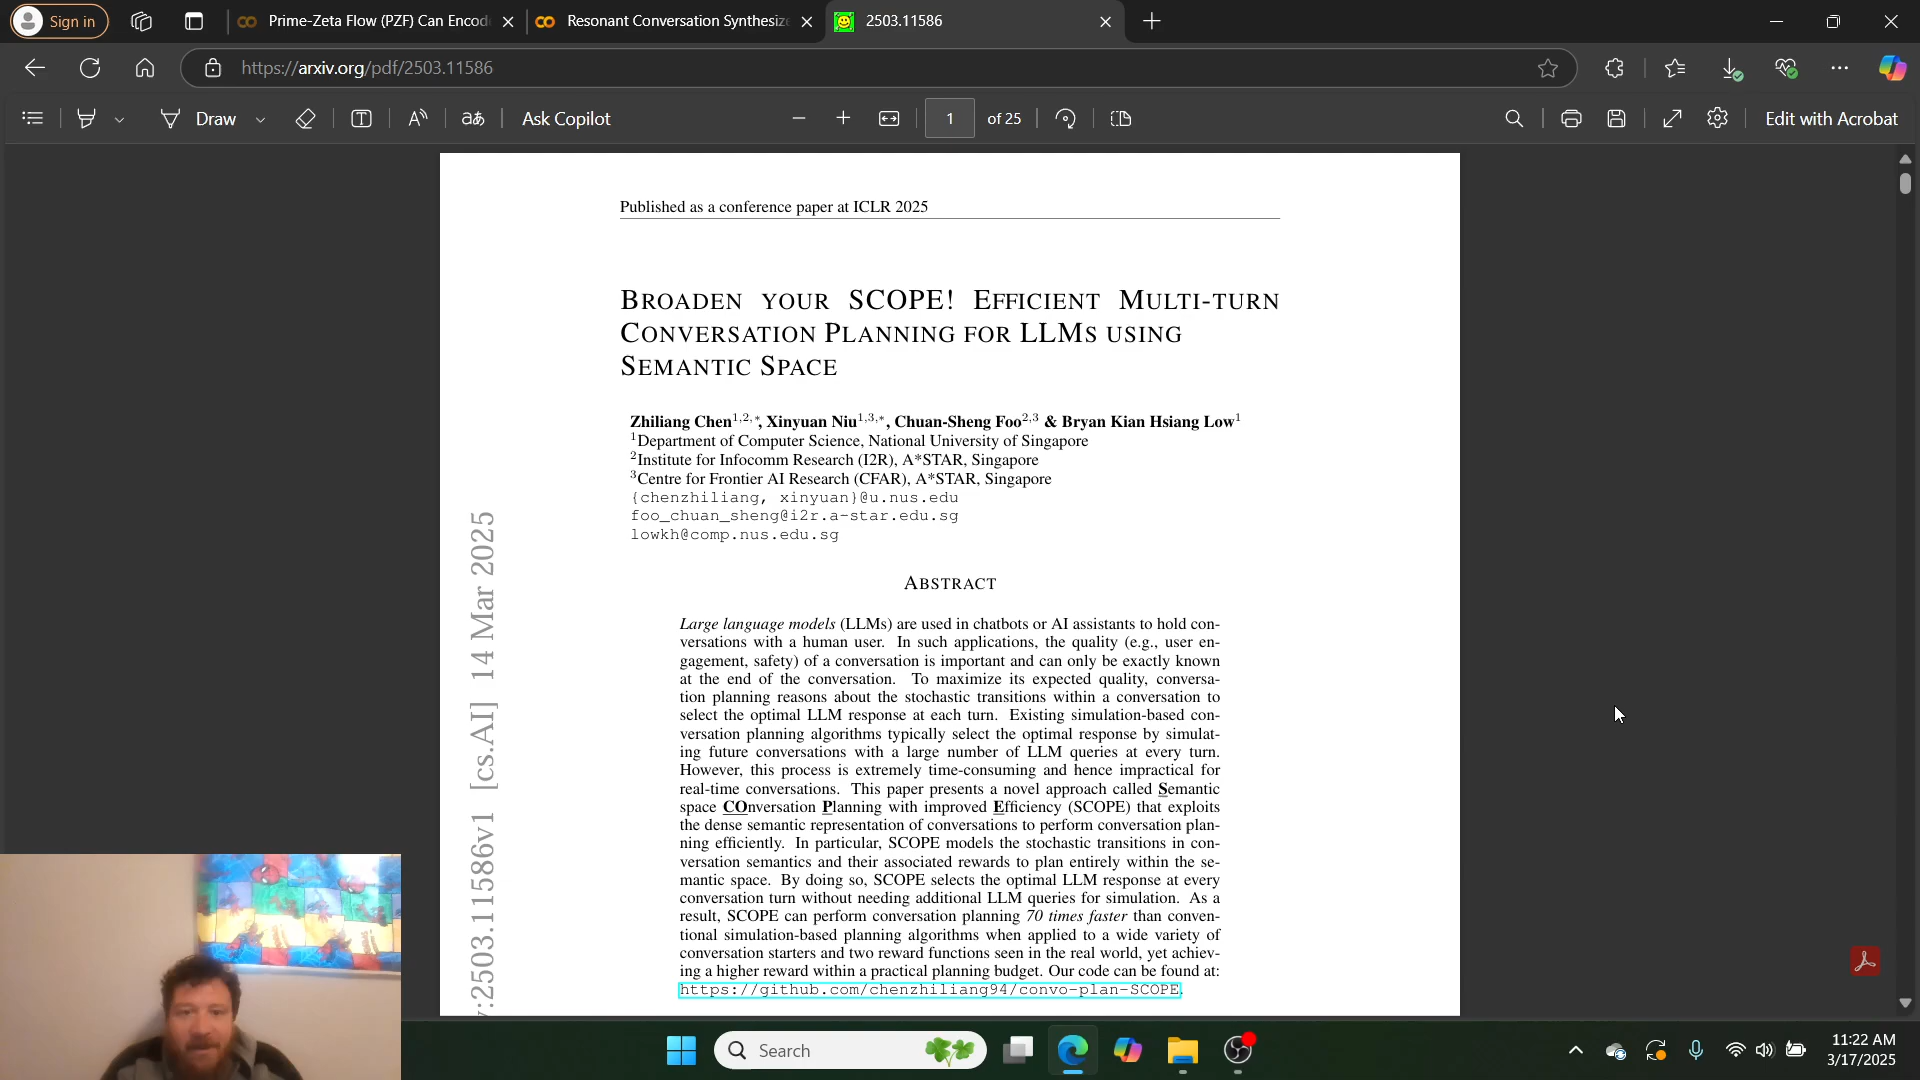 Sign in
Prime-Zeta Flow (PZF) Can Encod
Resonant Conversation Synthesize
2503.11586
https://arxiv.org/pdf/2503.11586
Draw
aあ
Ask Copilot
1 of 25
Edit with Acrobat
Published as a conference paper at ICLR 2025
BROADEN YOUR SCOPE! EFFICIENT MULTI-TURN
CONVERSATION PLANNING FOR LLMS USING
SEMANTIC SPACE
Zhiliang Chen1,2,*, Xinyuan Niu1,3,*, Chuan-Sheng Foo2,3 & Bryan Kian Hsiang Low1
1Department of Computer Science, National University of Singapore
2Institute for Infocomm Research (I2R), A*STAR, Singapore
3Centre for Frontier AI Research (CFAR), A*STAR, Singapore
{chenzhiliang, xinyuan}@u.nus.edu
foo_chuan_sheng@i2r.a-star.edu.sg
lowkh@comp.nus.edu.sg
ABSTRACT
Large language models (LLMs) are used in chatbots or AI assistants to hold con-
versations with a human user. In such applications, the quality (e.g., user en-
gagement, safety) of a conversation is important and can only be exactly known
at the end of the conversation. To maximize its expected quality, conversa-
tion planning reasons about the stochastic transitions within a conversation to
select the optimal LLM response at each turn. Existing simulation-based con-
versation planning algorithms typically select the optimal response by simulat-
ing future conversations with a large number of LLM queries at every turn.
However, this process is extremely time-consuming and hence impractical for
real-time conversations. This paper presents a novel approach called Semantic
space COnversation Planning with improved Efficiency (SCOPE) that exploits
the dense semantic representation of conversations to perform conversation plan-
ning efficiently. In particular, SCOPE models the stochastic transitions in con-
versation semantics and their associated rewards to plan entirely within the se-
mantic space. By doing so, SCOPE selects the optimal LLM response at every
conversation turn without needing additional LLM queries for simulation. As a
result, SCOPE can perform conversation planning 70 times faster than conven-
tional simulation-based planning algorithms when applied to a wide variety of
conversation starters and two reward functions seen in the real world, yet achiev-
ing a higher reward within a practical planning budget. Our code can be found at:
https://github.com/chenzhiliang94/convo-plan-SCOPE.
v:2503.11586v1 [cs.AI] 14 Mar 2025
Search
11:22 AM
3/17/2025